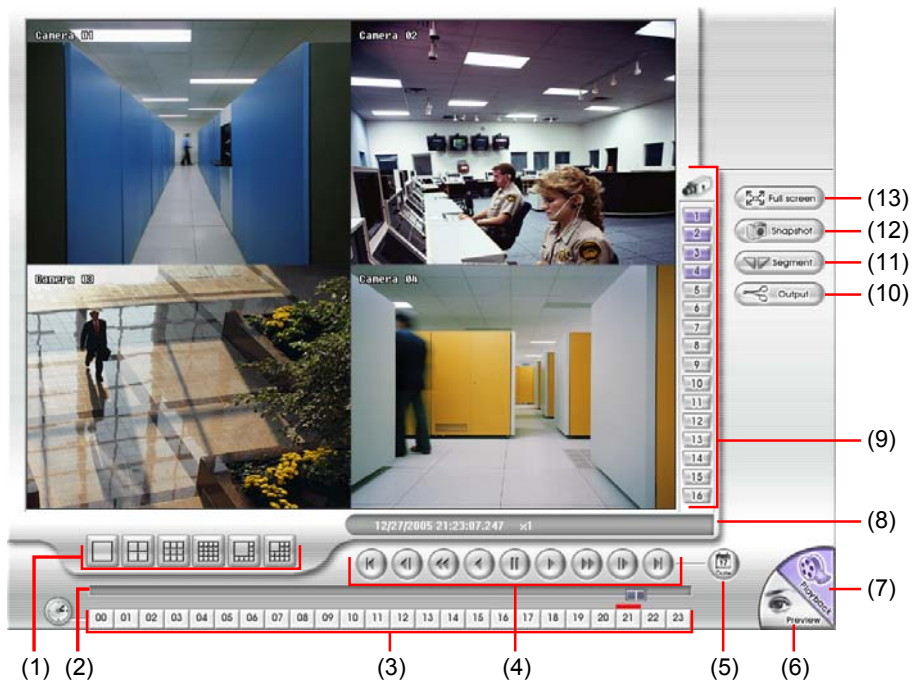 Camera 01
Camera 02
Camera 03
Camera 04
1
2
3
4
5
6
7
8
9
10
11
12
13
14
15
16
Full screen
(13)
Snapshot
(12)
Segment
(11)
Output
(10)
(9)
12/27/2005 21:23:07.247 x1
(8)
12
Date
Playback
(7)
Preview
00 01 02 03 04 05 06 07 08 09 10 11 12 13 14 15 16 17 18 19 20 21 22 23
(1) (2) (3) (4) (5) (6)